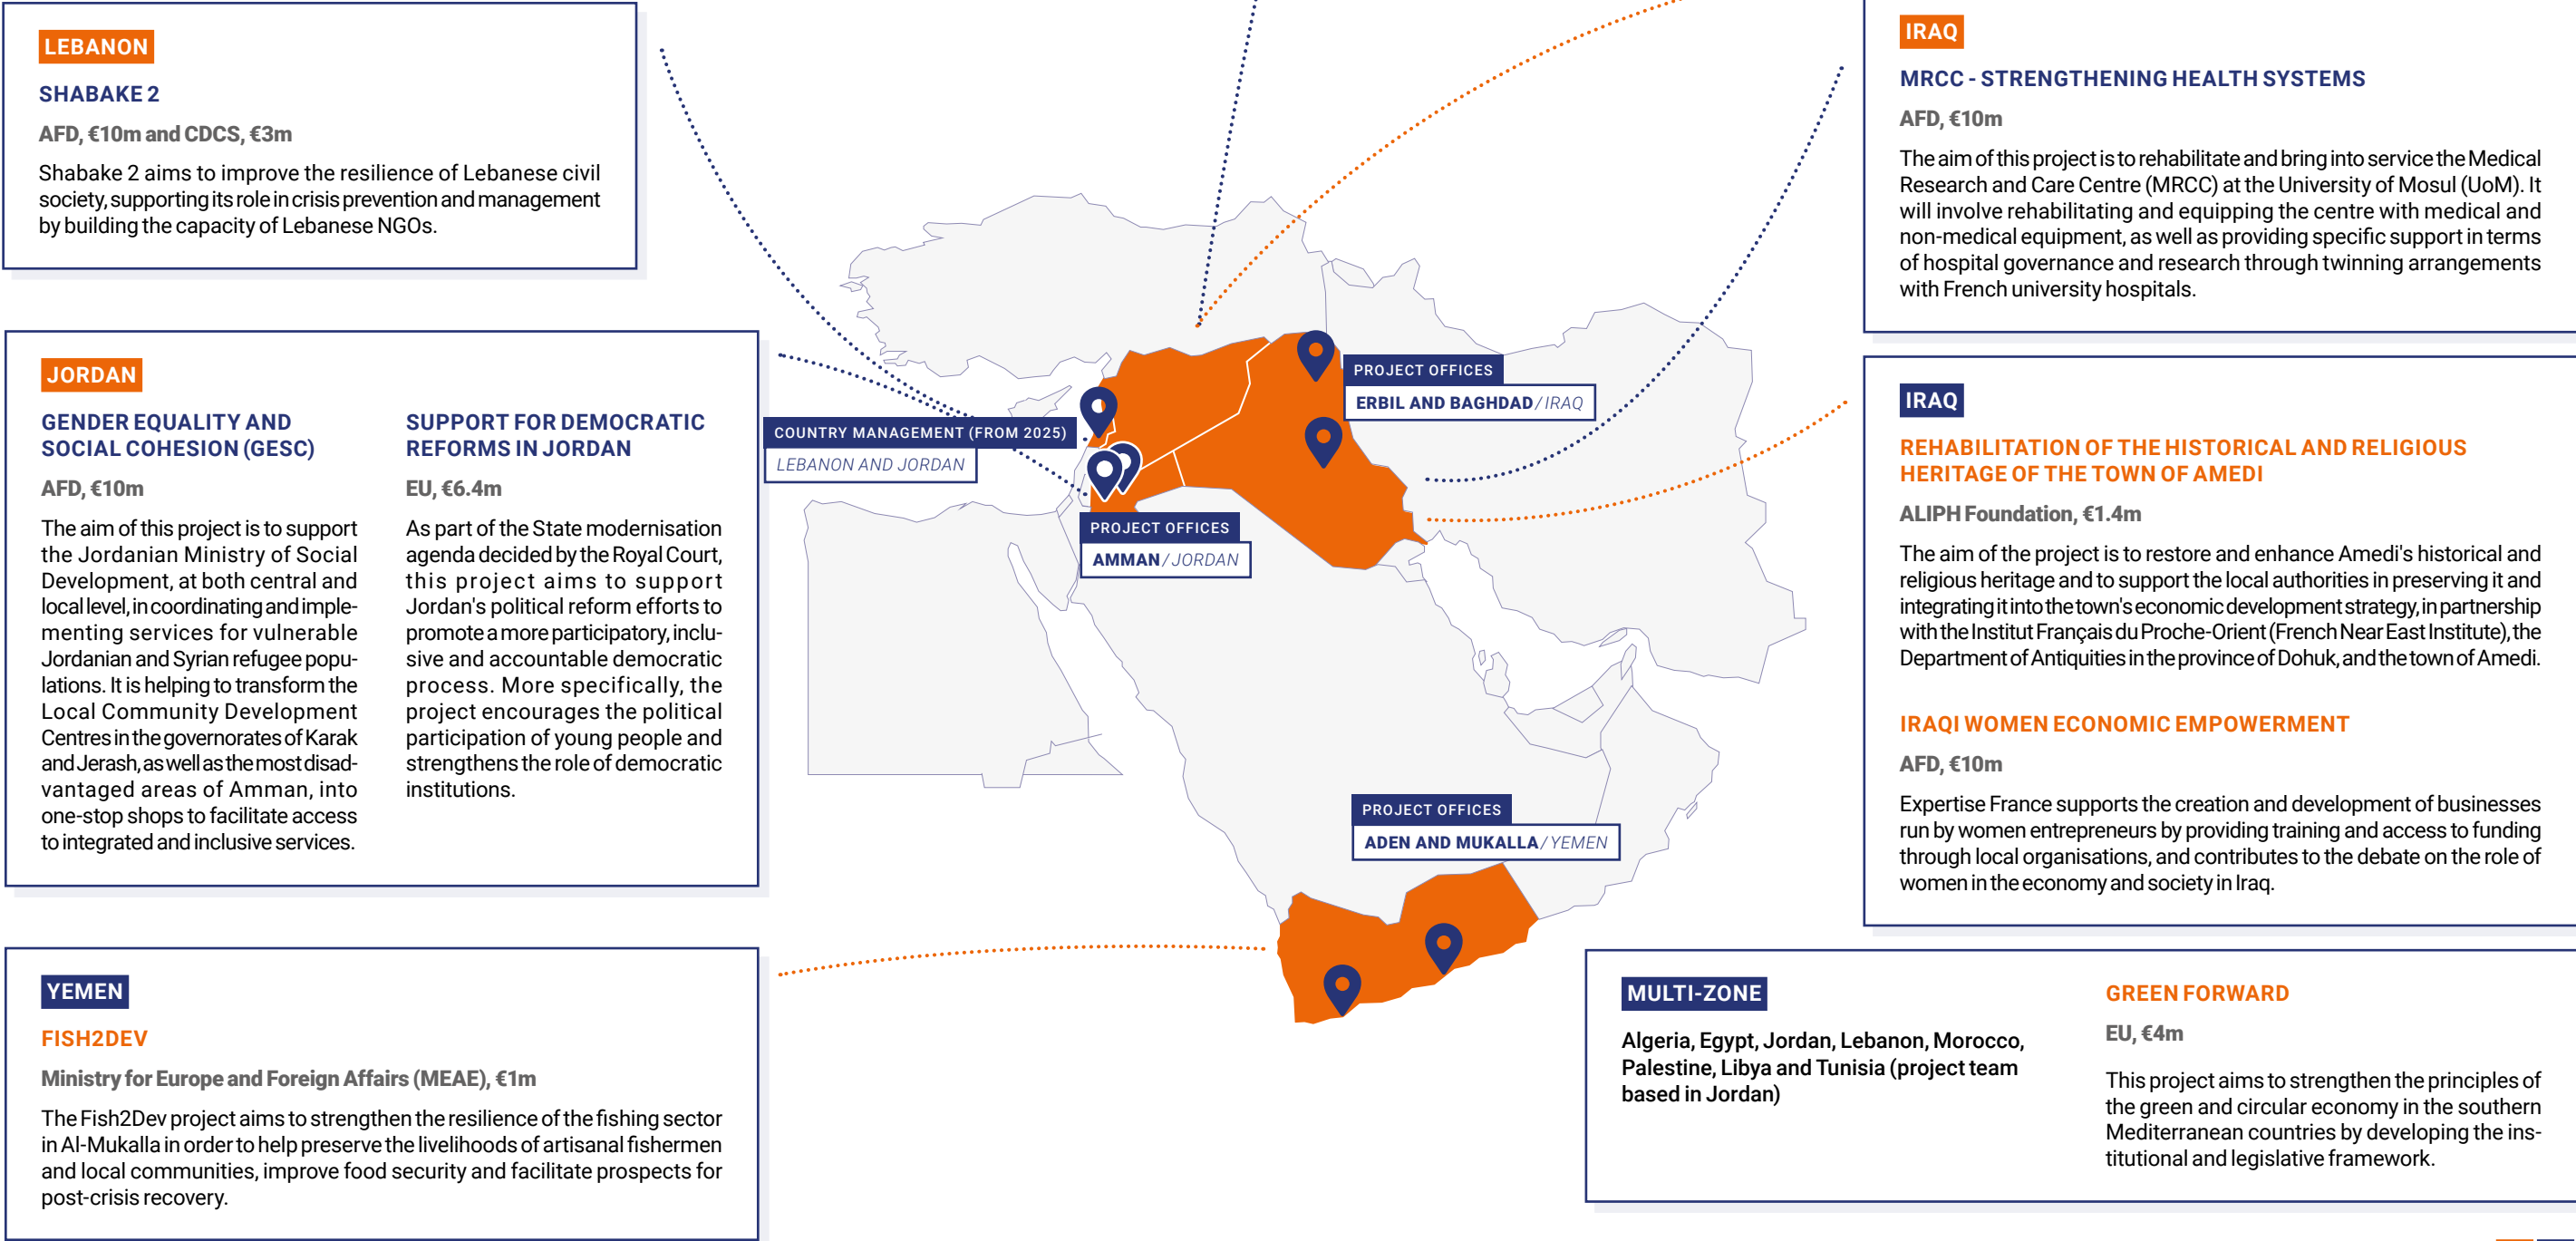 LEBANON
SHABAKE 2
AFD, €10m and CDCS, €3m
Shabake 2 aims to improve the resilience of Lebanese civil
society, supporting its role in crisis prevention and management
by building the capacity of Lebanese NGOs.
JORDAN
GENDER EQUALITY AND
SOCIAL COHESION (GESC)
AFD, €10m
The aim of this project is to support
the Jordanian Ministry of Social
Development, at both central and
local level, in coordinating and imple-
menting services for vulnerable
Jordanian and Syrian refugee popu-
lations. It is helping to transform the
Local Community Development
Centres in the governorates of Karak
and Jerash, as well as the most disad-
vantaged areas of Amman, into
one-stop shops to facilitate access
to integrated and inclusive services.
SUPPORT FOR DEMOCRATIC
REFORMS IN JORDAN
EU, €6.4m
As part of the State modernisation
agenda decided by the Royal Court,
this project aims to support
Jordan's political reform efforts to
promote a more participatory, inclu-
sive and accountable democratic
process. More specifically, the
project encourages the political
participation of young people and
strengthens the role of democratic
institutions.
YEMEN
FISH2DEV
Ministry for Europe and Foreign Affairs (MEAE), €1m
The Fish2Dev project aims to strengthen the resilience of the fishing sector
in Al-Mukalla in order to help preserve the livelihoods of artisanal fishermen
and local communities, improve food security and facilitate prospects for
post-crisis recovery.
COUNTRY MANAGEMENT (FROM 2025)
LEBANON AND JORDAN
PROJECT OFFICES
ERBIL AND BAGHDAD / IRAQ
PROJECT OFFICES
AMMAN / JORDAN
PROJECT OFFICES
ADEN AND MUKALLA / YEMEN
IRAQ
MRCC - STRENGTHENING HEALTH SYSTEMS
AFD, €10m
The aim of this project is to rehabilitate and bring into service the Medical
Research and Care Centre (MRCC) at the University of Mosul (UoM). It
will involve rehabilitating and equipping the centre with medical and
non-medical equipment, as well as providing specific support in terms
of hospital governance and research through twinning arrangements
with French university hospitals.
IRAQ
REHABILITATION OF THE HISTORICAL AND RELIGIOUS
HERITAGE OF THE TOWN OF AMEDI
ALIPH Foundation, €1.4m
The aim of the project is to restore and enhance Amedi's historical and
religious heritage and to support the local authorities in preserving it and
integrating it into the town's economic development strategy, in partnership
with the Institut Français du Proche-Orient (French Near East Institute), the
Department of Antiquities in the province of Dohuk, and the town of Amedi.
IRAQI WOMEN ECONOMIC EMPOWERMENT
AFD, €10m
Expertise France supports the creation and development of businesses
run by women entrepreneurs by providing training and access to funding
through local organisations, and contributes to the debate on the role of
women in the economy and society in Iraq.
MULTI-ZONE
Algeria, Egypt, Jordan, Lebanon, Morocco,
Palestine, Libya and Tunisia (project team
based in Jordan)
GREEN FORWARD
EU, €4m
This project aims to strengthen the principles of
the green and circular economy in the southern
Mediterranean countries by developing the ins-
titutional and legislative framework.